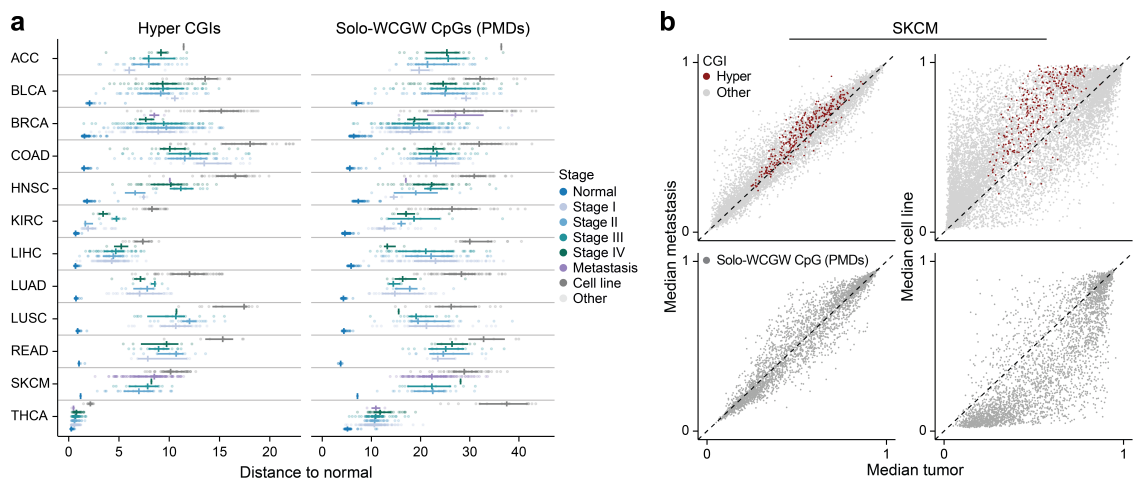 a
Hyper CGIs
Solo-WCGW CpGs (PMDs)
ACC
BLCA
BRCA
COAD
HNSC
KIRC
LIHC
LUAD
LUSC
READ
SKCM
THCA
0 5 10 15 20
0 10 20 30 40
Distance to normal
Stage
Normal
Stage I
Stage II
Stage III
Stage IV
Metastasis
Cell line
Other
b
SKCM
CGI
Hyper
Other
1
0
1
0
Solo-WCGW CpG (PMDs)
1
0
1
0
Median metastasis
Median cell line
0 1
0 1
Median tumor